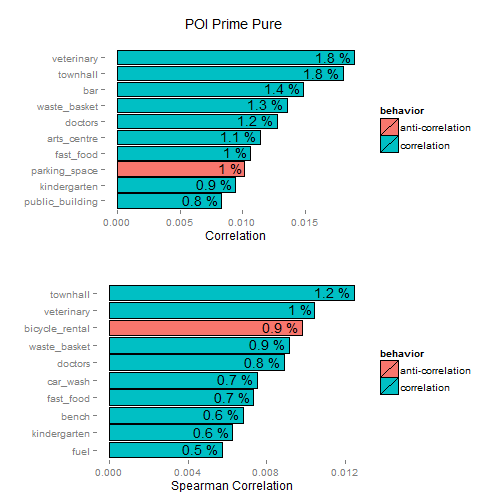 POI Prime Pure
veterinary 1.8 %
townhall 1.8 %
bar 1.4 %
waste_basket 1.3 %
doctors 1.2 %
arts_centre 1.1 %
fast_food 1 %
parking_space 1 %
kindergarten 0.9 %
public_building 0.8 %
0.000 0.005 0.010 0.015
Correlation
behavior
anti-correlation
correlation
townhall 1.2 %
veterinary 1 %
bicycle_rental 0.9 %
waste_basket 0.9 %
doctors 0.8 %
car_wash 0.7 %
fast_food 0.7 %
bench 0.6 %
kindergarten 0.6 %
fuel 0.5 %
0.000 0.004 0.008 0.012
Spearman Correlation
behavior
anti-correlation
correlation